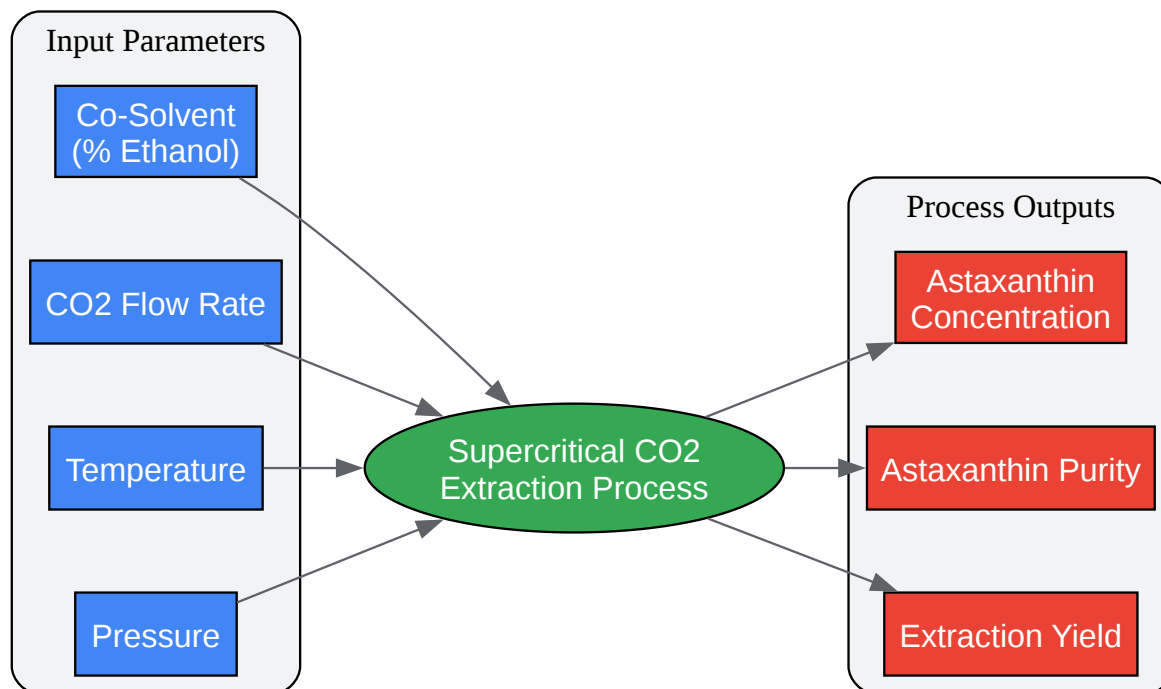 Input Parameters
Co-Solvent
(% Ethanol)
CO2 Flow Rate
Temperature
Pressure
Supercritical CO2
Extraction Process
Process Outputs
Astaxanthin
Concentration
Astaxanthin Purity
Extraction Yield